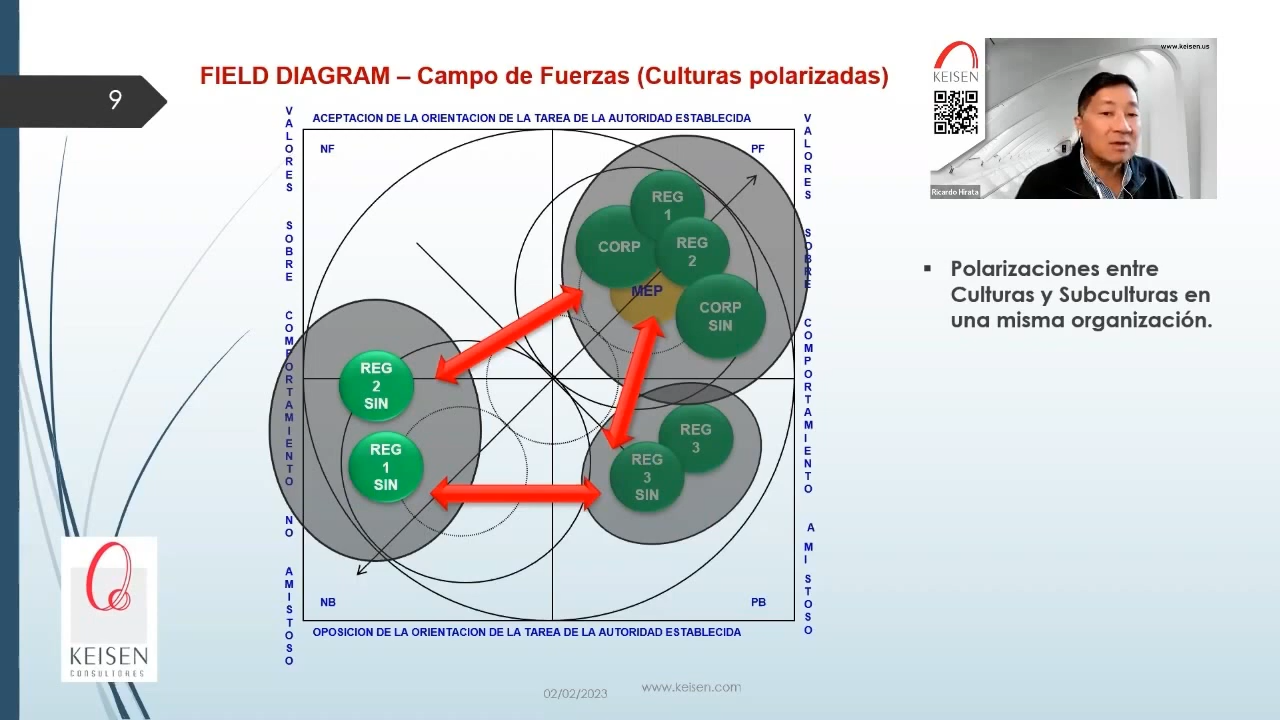 9
FIELD DIAGRAM – Campo de Fuerzas (Culturas polarizadas)
ACEPTACION DE LA ORIENTACION DE LA TAREA DE LA AUTORIDAD ESTABLECIDA
VALORES SOBRE COMPORTAMIENTO NO AMISTOSO
NF
PF
REG
1
CORP
REG
2
MEP
CORP
SIN
REG
2
SIN
REG
1
SIN
REG
3
REG
3
SIN
NB
PB
VALORES SOBRE COMPORTAMIENTO AMISTOSO
OPOSICION DE LA ORIENTACION DE LA TAREA DE LA AUTORIDAD ESTABLECIDA
www.keisen.us
KEISEN
Ricardo Hirata
▪ Polarizaciones entre
Culturas y Subculturas en
una misma organización.
KEISEN
CONSULTORES
02/02/2023
www.keisen.com